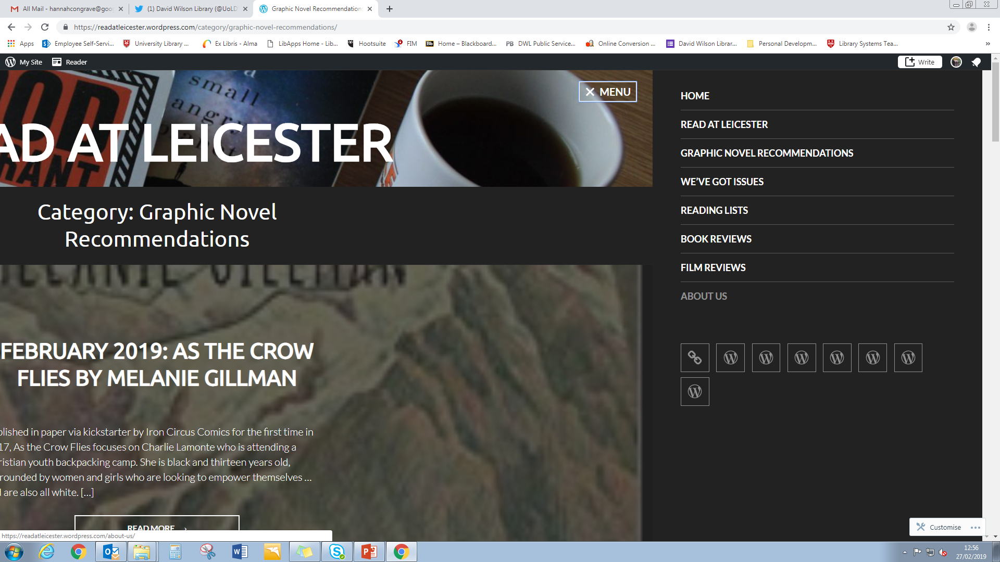 All Mail - hannahcongrave@goo
(1) David Wilson Library (@UoLD
Graphic Novel Recommendation
https://readatleicester.wordpress.com/category/graphic-novel-recommendations/
Apps
Employee Self-Servi...
University Library ...
Ex Libris - Alma
LibApps Home - Lib...
Hootsuite
FIM
Bb
Home – Blackboard...
PB
DWL Public Service...
Online Conversion ...
David Wilson Librar...
Personal Developm...
Library Systems Tea...
»
My Site
Reader
Write
a
small
angry
MENU
AD AT LEICESTER
HOME
READ AT LEICESTER
GRAPHIC NOVEL RECOMMENDATIONS
WE’VE GOT ISSUES
READING LISTS
BOOK REVIEWS
FILM REVIEWS
ABOUT US
Category: Graphic Novel
Recommendations
MELANIE GILLMAN
FEBRUARY 2019: AS THE CROW
FLIES BY MELANIE GILLMAN
blished in paper via kickstarter by Iron Circus Comics for the first time in
17, As the Crow Flies focuses on Charlie Lamonte who is attending a
ristian youth backpacking camp. She is black and thirteen years old,
rounded by women and girls who are looking to empower themselves ...
l are also all white. [...]
READ MORE ›
https://readatleicester.wordpress.com/about-us/
Customise
12:56
27/02/2019